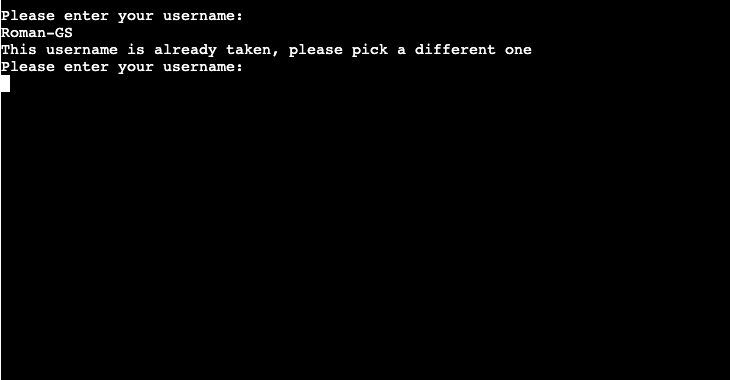 Please enter your username:
Roman-GS
This username is already taken, please pick a different one
Please enter your username: